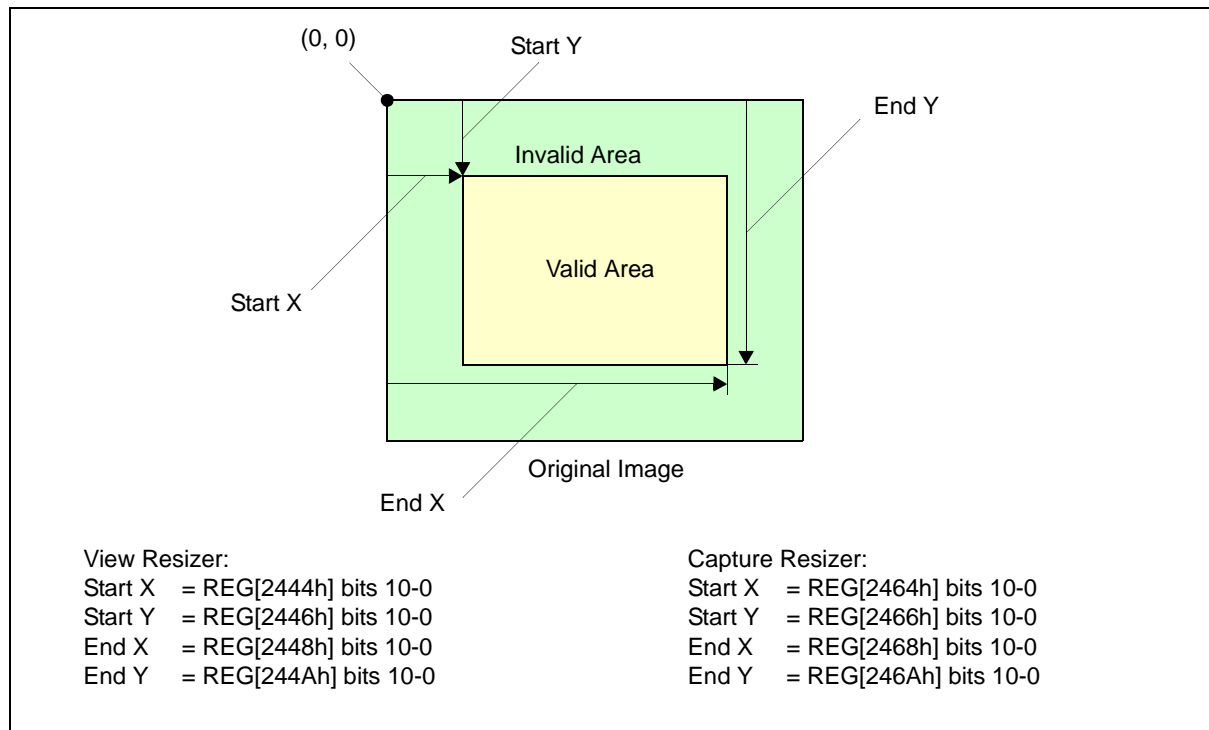 (0, 0)
Start Y
End Y
Invalid Area
Valid Area
Start X
Original Image
End X
View Resizer:
Start X = REG[2444h] bits 10-0
Start Y = REG[2446h] bits 10-0
End X = REG[2448h] bits 10-0
End Y = REG[244Ah] bits 10-0
Capture Resizer:
Start X = REG[2464h] bits 10-0
Start Y = REG[2466h] bits 10-0
End X = REG[2468h] bits 10-0
End Y = REG[246Ah] bits 10-0